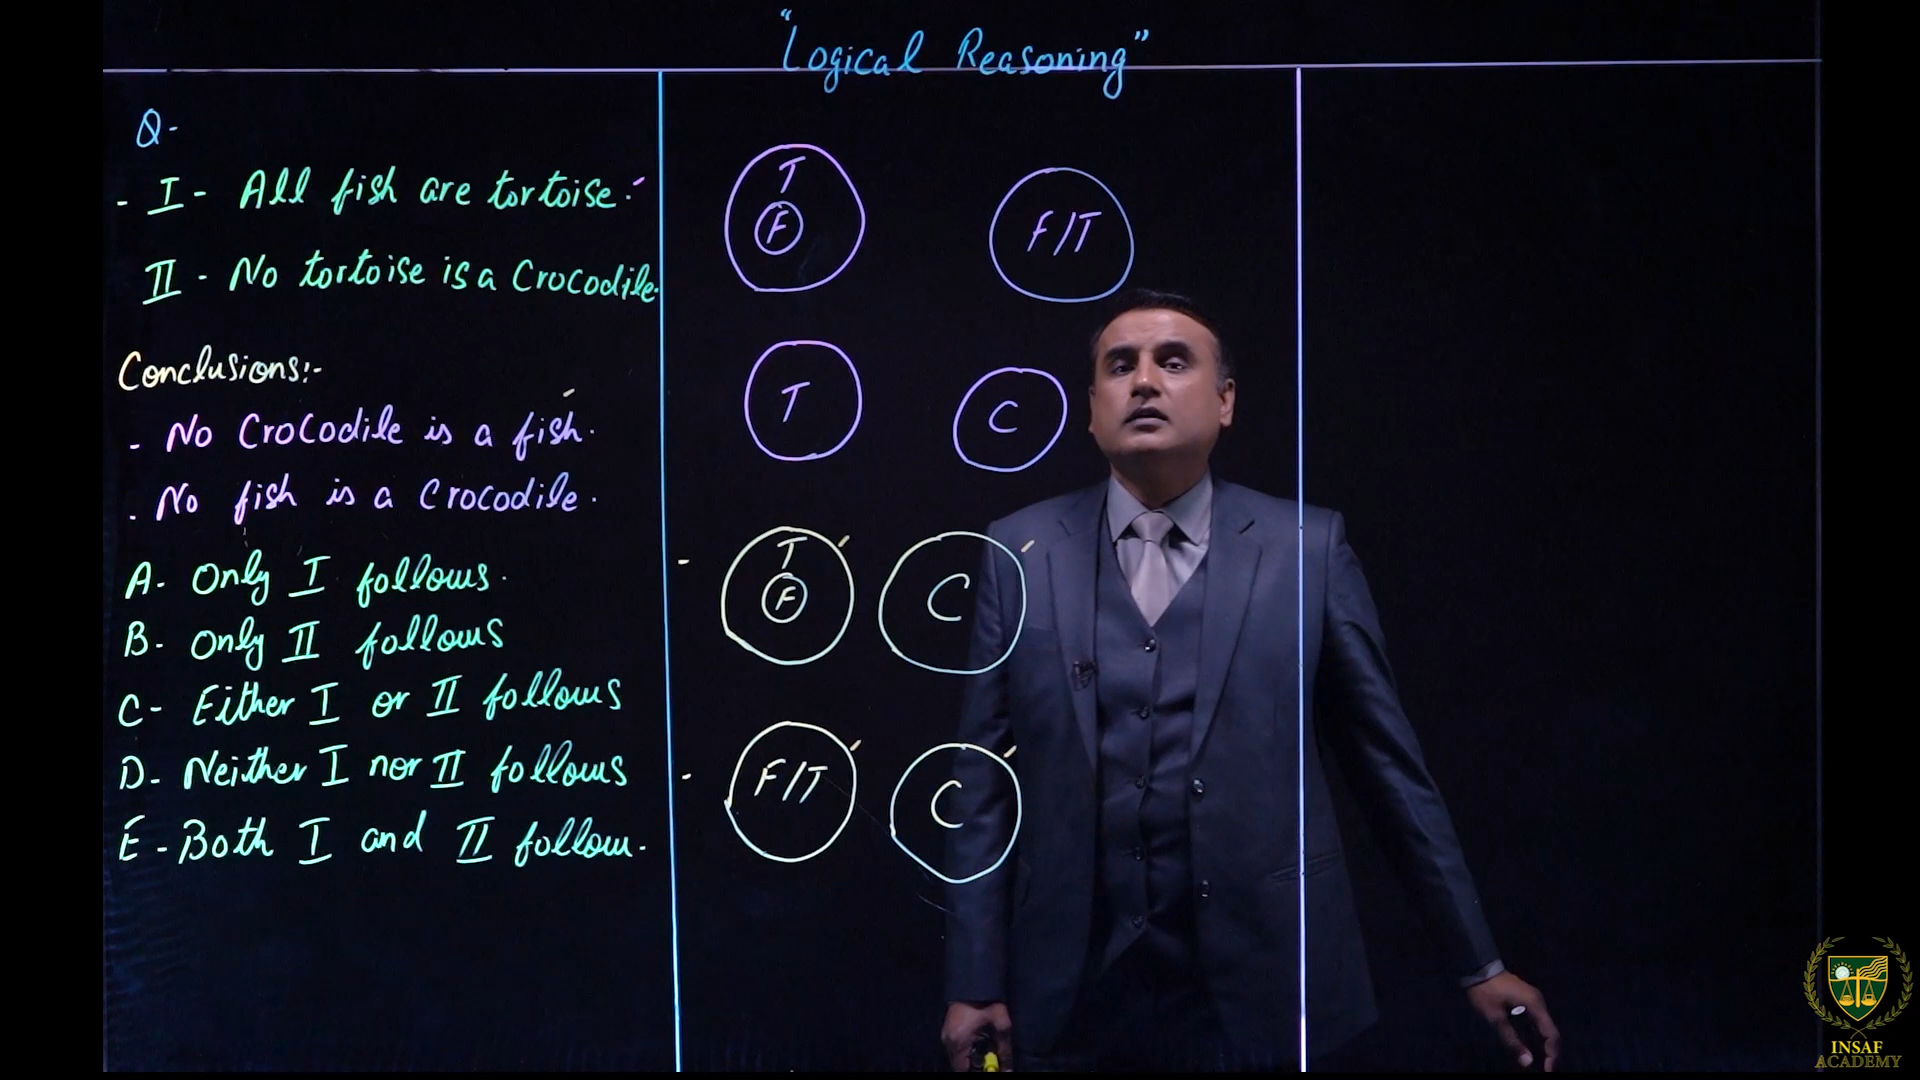 "Logical Reasoning"
Q-
- I - All fish are tortoise.
II - No tortoise is a Crocodile.
Conclusions:-
- No Crocodile is a fish.
. No fish is a Crocodile.
A- Only I follows.
B- Only II follows
C- Either I or II follows
D- Neither I nor II follows
E- Both I and II follow.
T
F
F/T
T
C
T
F
C
F/T
C
INSAF
ACADEMY